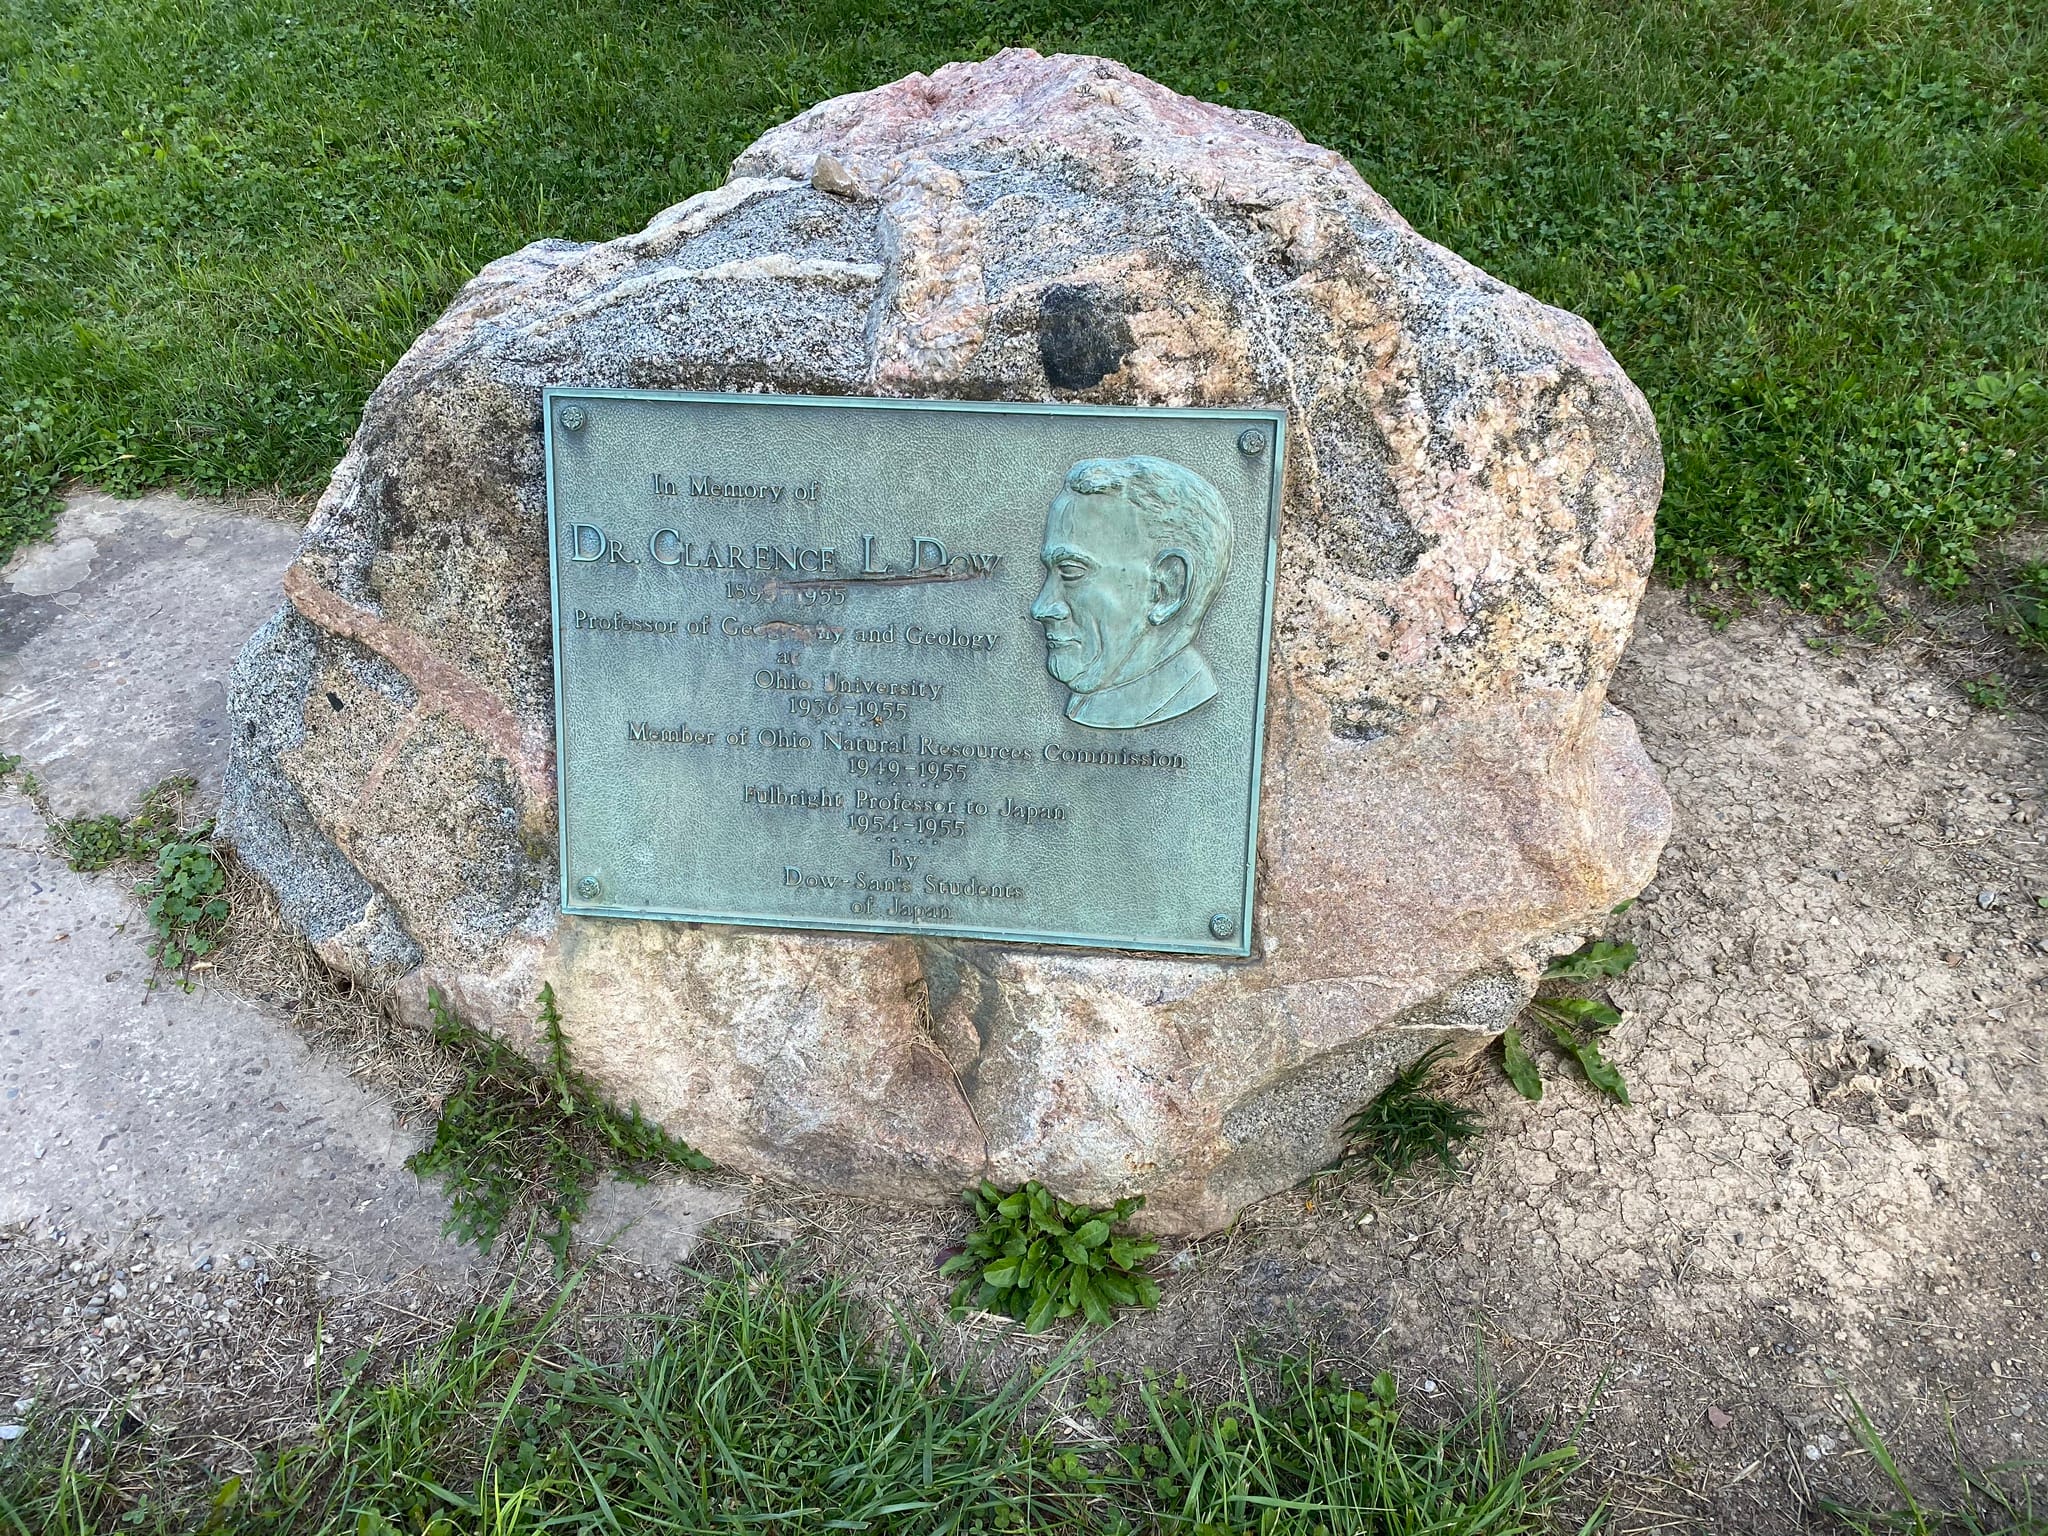 In Memory of
DR. CLARENCE L. DOW
1955
Professor of Geography and Geology
at
Ohio University
1936-1955
Member of Ohio Natural Resources Commission
1949-1955
Fulbright Professor to Japan
1954-1955
by
Dow-San's Students
of Japan